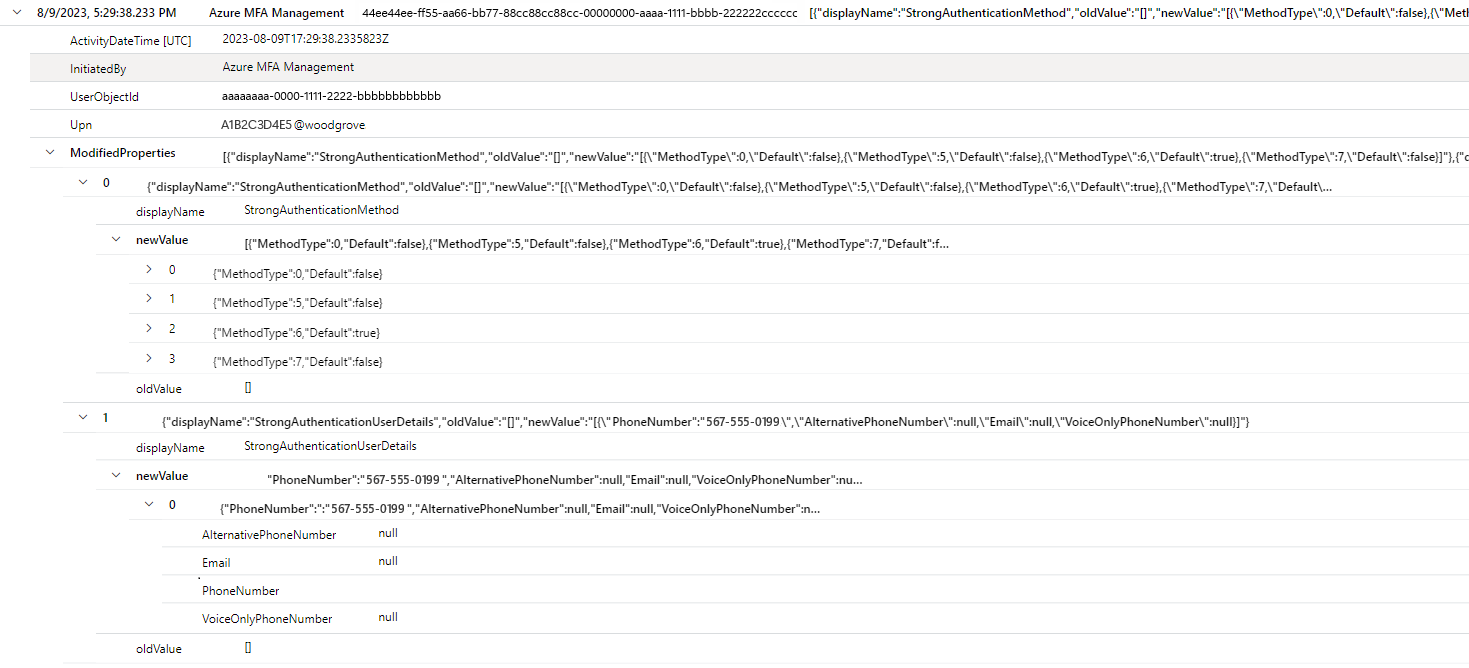 8/9/2023, 5:29:38.233 PM Azure MFA Management 44ee44ee-ff55-aa66-bb77-88cc88cc88cc-00000000-aaaa-1111-bbbb-222222cccccc [{"displayName":"StrongAuthenticationMethod","oldValue":"[]","newValue":"[{\"MethodType\":0,\"Default\":false},{\"Meth
ActivityDateTime [UTC] 2023-08-09T17:29:38.2335823Z
InitiatedBy Azure MFA Management
UserObjectId aaaaaaaa-0000-1111-2222-bbbbbbbbbbbb
Upn A1B2C3D4E5@woodgrove
ModifiedProperties [{"displayName":"StrongAuthenticationMethod","oldValue":"[]","newValue":"[{\"MethodType\":0,\"Default\":false},{\"MethodType\":5,\"Default\":false},{\"MethodType\":6,\"Default\":true},{\"MethodType\":7,\"Default\":false}]"},{"c
0 {"displayName":"StrongAuthenticationMethod","oldValue":"[]","newValue":"[{\"MethodType\":0,\"Default\":false},{\"MethodType\":5,\"Default\":false},{\"MethodType\":6,\"Default\":true},{\"MethodType\":7,\"Default\...
displayName StrongAuthenticationMethod
newValue [{"MethodType":0,"Default":false},{"MethodType":5,"Default":false},{"MethodType":6,"Default":true},{"MethodType":7,"Default":f...
0 {"MethodType":0,"Default":false}
1 {"MethodType":5,"Default":false}
2 {"MethodType":6,"Default":true}
3 {"MethodType":7,"Default":false}
oldValue []
1 {"displayName":"StrongAuthenticationUserDetails","oldValue":"[]","newValue":"[{\"PhoneNumber\":"567-555-0199\",\"AlternativePhoneNumber\":null,\"Email\":null,\"VoiceOnlyPhoneNumber\":null}]"}
displayName StrongAuthenticationUserDetails
newValue "PhoneNumber":"567-555-0199 ","AlternativePhoneNumber":null,"Email":null,"VoiceOnlyPhoneNumber":nu...
0 {"PhoneNumber":":"567-555-0199 ","AlternativePhoneNumber":null,"Email":null,"VoiceOnlyPhoneNumber":n...
AlternativePhoneNumber null
Email null
PhoneNumber
VoiceOnlyPhoneNumber null
oldValue []